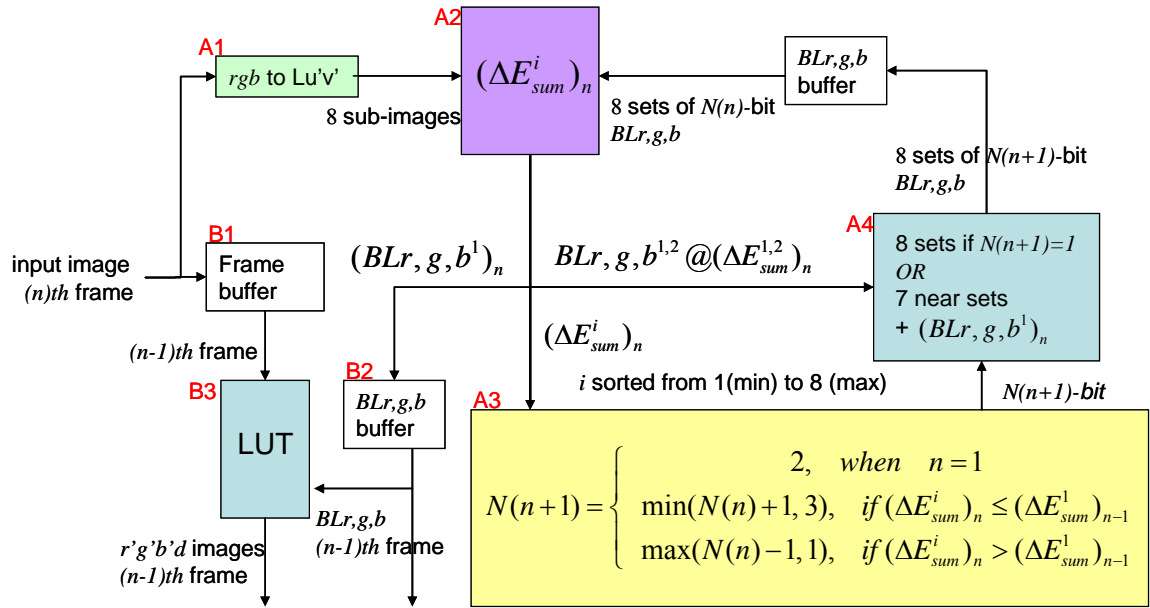 A1
rgb to Lu'v'
A2
(ΔE^i_sum)_n
BLr,g,b
buffer
8 sub-images
8 sets of N(n)-bit
BLr,g,b
8 sets of N(n+1)-bit
BLr,g,b
B1
Frame
buffer
input image
(n)th frame
(BLr, g, b^1)_n
BLr, g, b^1,2 @(ΔE^1,2_sum)_n
A4
8 sets if N(n+1)=1
OR
7 near sets
+ (BLr, g, b^1)_n
(n-1)th frame
(ΔE^i_sum)_n
i sorted from 1(min) to 8 (max)
N(n+1)-bit
B3
LUT
B2
BLr,g,b
buffer
A3
N(n+1) = {
2, when n = 1
min(N(n)+1, 3), if (ΔE^i_sum)_n ≤ (ΔE^1_sum)_n−1
max(N(n)−1, 1), if (ΔE^i_sum)_n > (ΔE^1_sum)_n−1
BLr,g,b
(n-1)th frame
r'g'b'd images
(n-1)th frame